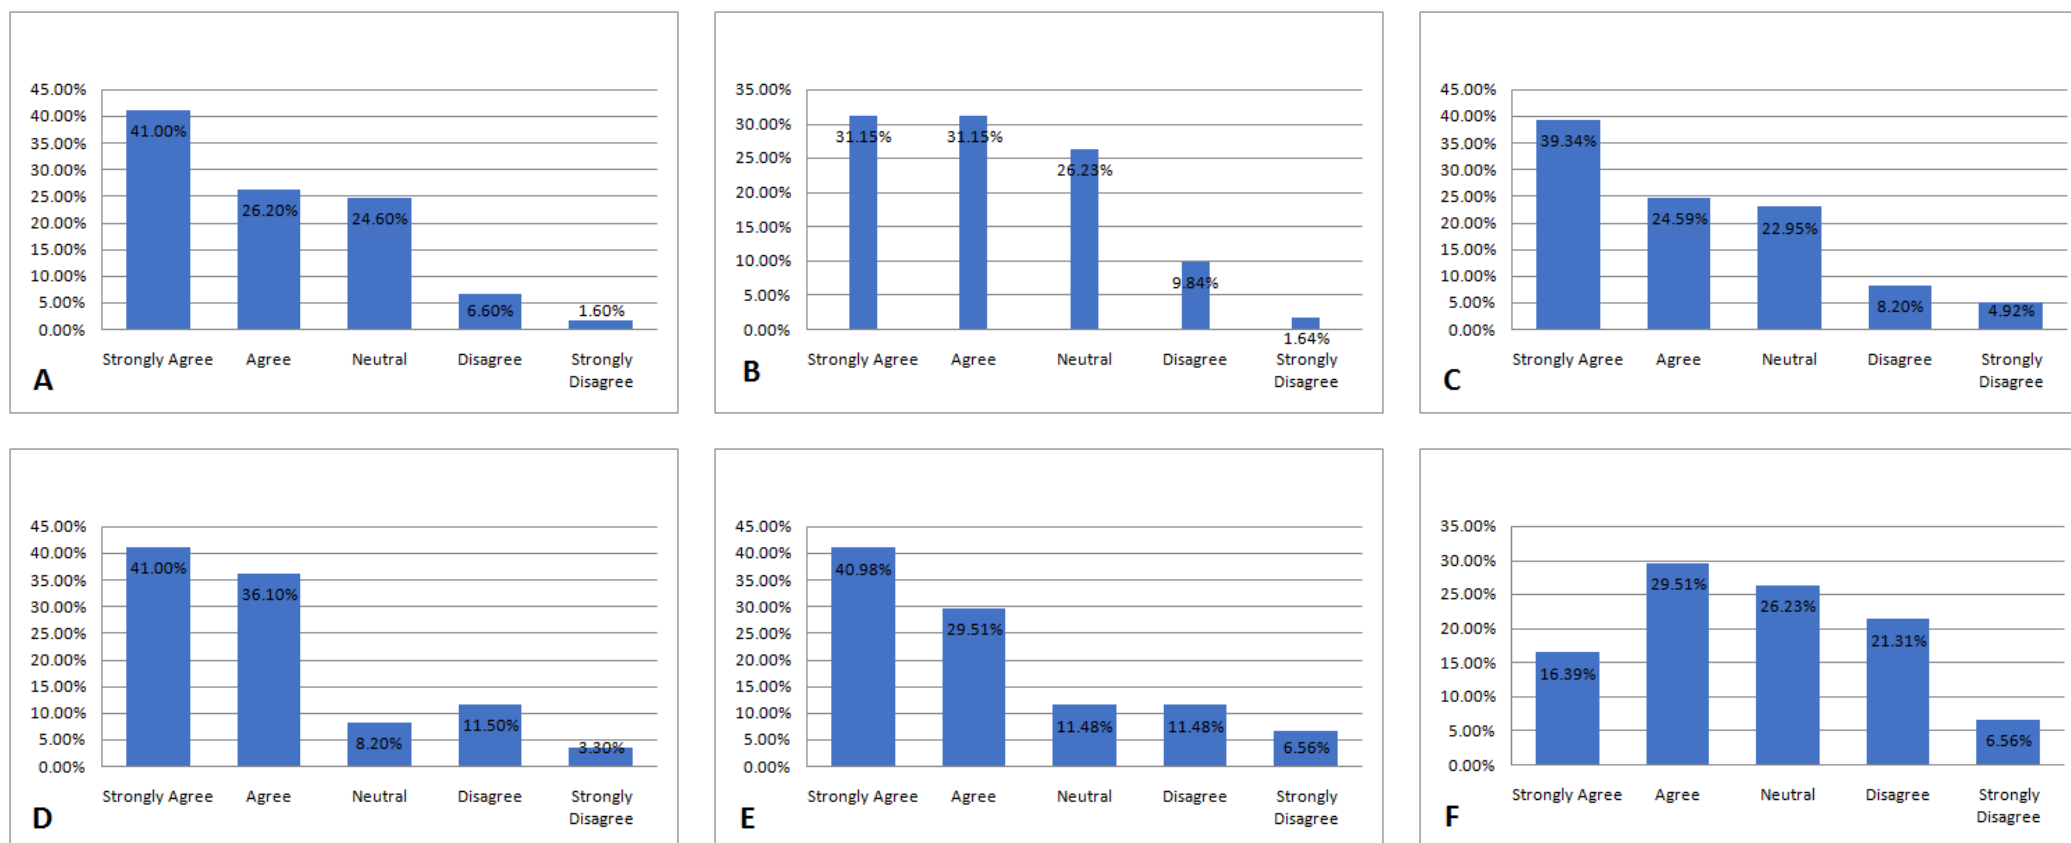 45.00%
40.00%
35.00%
30.00%
25.00%
20.00%
15.00%
10.00%
5.00%
0.00%
41.00%
26.20%
24.60%
6.60%
1.60%
Strongly Agree
Agree
Neutral
Disagree
Strongly
Disagree
A
35.00%
30.00%
25.00%
20.00%
15.00%
10.00%
5.00%
0.00%
31.15%
31.15%
26.23%
9.84%
1.64%
Strongly Agree
Agree
Neutral
Disagree
Strongly
Disagree
B
45.00%
40.00%
35.00%
30.00%
25.00%
20.00%
15.00%
10.00%
5.00%
0.00%
39.34%
24.59%
22.95%
8.20%
4.92%
Strongly Agree
Agree
Neutral
Disagree
Strongly
Disagree
C
45.00%
40.00%
35.00%
30.00%
25.00%
20.00%
15.00%
10.00%
5.00%
0.00%
41.00%
36.10%
8.20%
11.50%
3.30%
Strongly Agree
Agree
Neutral
Disagree
Strongly
Disagree
D
45.00%
40.00%
35.00%
30.00%
25.00%
20.00%
15.00%
10.00%
5.00%
0.00%
40.98%
29.51%
11.48%
11.48%
6.56%
Strongly Agree
Agree
Neutral
Disagree
Strongly
Disagree
E
35.00%
30.00%
25.00%
20.00%
15.00%
10.00%
5.00%
0.00%
16.39%
29.51%
26.23%
21.31%
6.56%
Strongly Agree
Agree
Neutral
Disagree
Strongly
Disagree
F